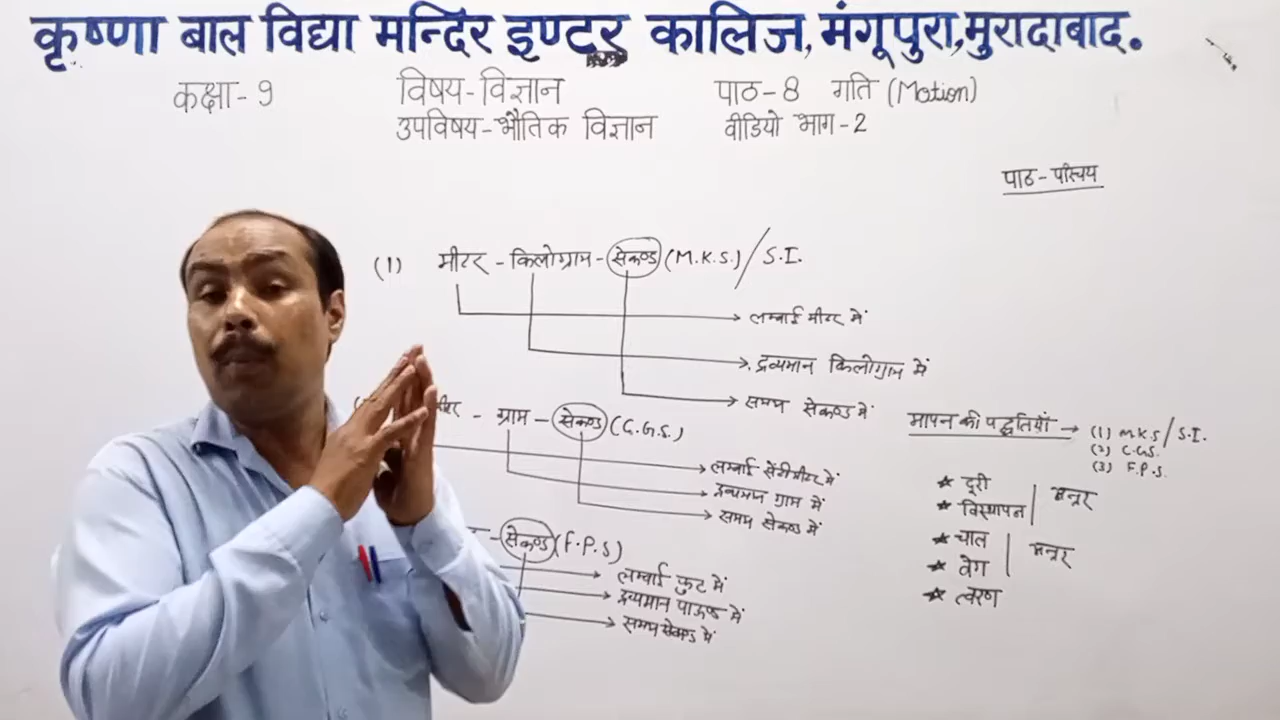 कृष्णा बाल विद्या मन्दिर इण्टर कालिज, मंगूपुरा, मुरादाबाद.
कक्षा - 9 विषय - विज्ञान पाठ - 8 गति (Motion)
उपविषय - भौतिक विज्ञान वीडियो भाग - 2
पाठ - परिचय
(1) मीटर - किलोग्राम - सेकण्ड (M.K.S.) / S.I.
लम्बाई मीटर में
द्रव्यमान किलोग्राम में
समय सेकण्ड में
- ग्राम - सेकण्ड (C.G.S.)
लम्बाई सेंटीमीटर में
द्रव्यमान ग्राम में
समय सेकण्ड में
- सेकण्ड (F.P.S)
लम्बाई फुट में
द्रव्यमान पाउण्ड में
समय सेकण्ड में
मापन की पद्धतियाँ → (1) M.K.S / S.I.
(2) C.G.S.
(3) F.P.S.
★ दूरी
★ विस्थापन अन्तर
★ चाल
★ वेग अन्तर
★ त्वरण